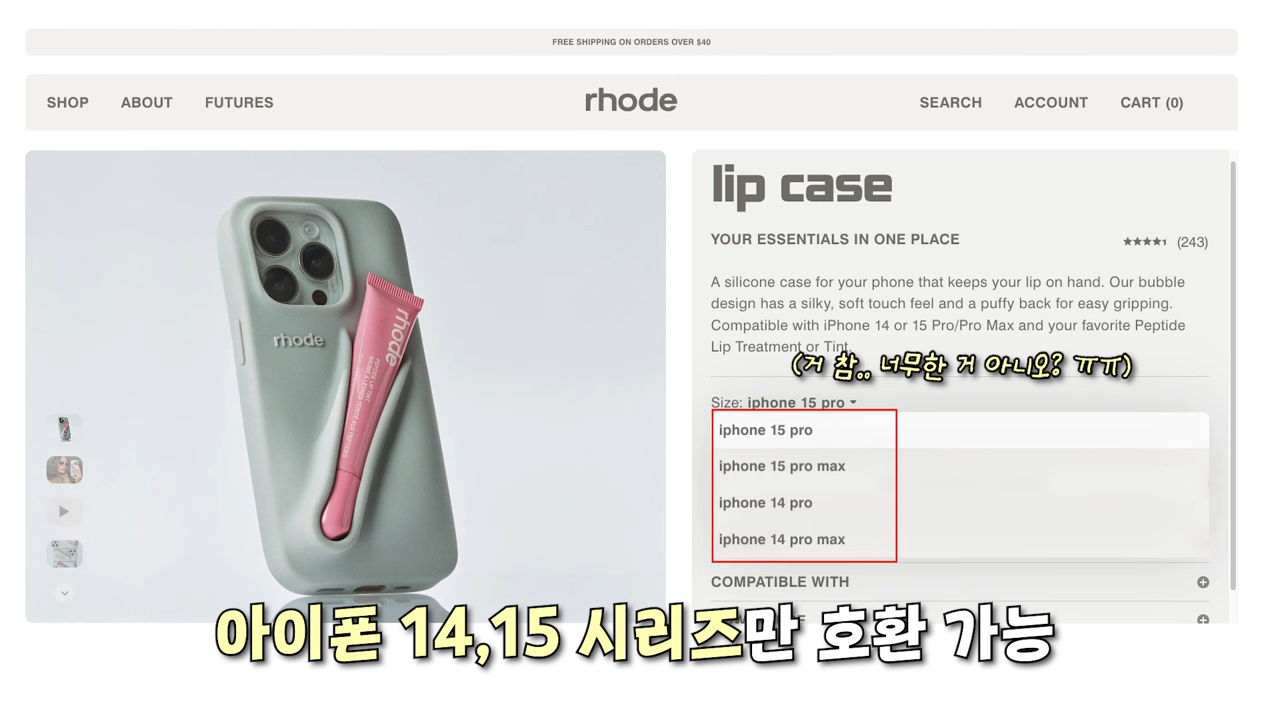 FREE SHIPPING ON ORDERS OVER $40
SHOP ABOUT FUTURES rhode SEARCH ACCOUNT CART (0)
rhode
rhode
PEPTIDE LIP TINT
lip case
YOUR ESSENTIALS IN ONE PLACE
(243)
A silicone case for your phone that keeps your lip on hand. Our bubble
design has a silky, soft touch feel and a puffy back for easy gripping.
Compatible with iPhone 14 or 15 Pro/Pro Max and your favorite Peptide
Lip Treatment or Tint.
(거 참.. 너무한 거 아니오? ㅠㅠ)
Size: iphone 15 pro
iphone 15 pro
iphone 15 pro max
iphone 14 pro
iphone 14 pro max
COMPATIBLE WITH
아이폰 14,15 시리즈만 호환 가능